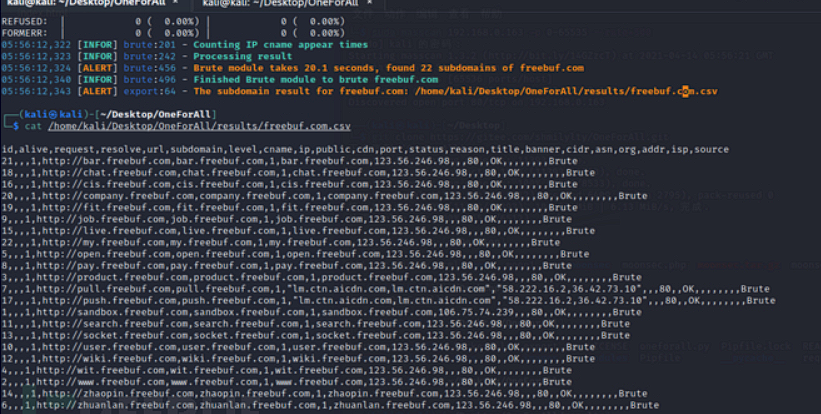 kali@kali: ~/Desktop/OneForAll × kali@kali: ~/Desktop/OneForAll ×
REFUSED: | 0 ( 0.00%) | 0 ( 0.00%)
FORMERR: | 0 ( 0.00%) | 0 ( 0.00%)
05:56:12,322 [INFOR] brute:201 - Counting IP cname appear times
05:56:12,323 [INFOR] brute:242 - Processing result
05:56:12,324 [ALERT] brute:456 - Brute module takes 20.1 seconds, found 22 subdomains of freebuf.com
05:56:12,340 [INFOR] brute:496 - Finished Brute module to brute freebuf.com
05:56:12,343 [ALERT] export:64 - The subdomain result for freebuf.com: /home/kali/Desktop/OneForAll/results/freebuf.com.csv
┌──(kali㉿kali)-[~/Desktop/OneForAll]
└─$ cat /home/kali/Desktop/OneForAll/results/freebuf.com.csv
id,alive,request,resolve,url,subdomain,level,cname,ip,public,cdn,port,status,reason,title,banner,cidr,asn,org,addr,isp,source
21,,,1,http://bar.freebuf.com,bar.freebuf.com,1,bar.freebuf.com,123.56.246.98,,,80,,OK,,,,,,,,Brute
18,,,1,http://chat.freebuf.com,chat.freebuf.com,1,chat.freebuf.com,123.56.246.98,,,80,,OK,,,,,,,,Brute
16,,,1,http://cis.freebuf.com,cis.freebuf.com,1,cis.freebuf.com,123.56.246.98,,,80,,OK,,,,,,,,Brute
20,,,1,http://company.freebuf.com,company.freebuf.com,1,company.freebuf.com,123.56.246.98,,,80,,OK,,,,,,,,Brute
19,,,1,http://fit.freebuf.com,fit.freebuf.com,1,fit.freebuf.com,123.56.246.98,,,80,,OK,,,,,,,,Brute
9,,,1,http://job.freebuf.com,job.freebuf.com,1,job.freebuf.com,123.56.246.98,,,80,,OK,,,,,,,,Brute
15,,,1,http://live.freebuf.com,live.freebuf.com,1,live.freebuf.com,123.56.246.98,,,80,,OK,,,,,,,,Brute
22,,,1,http://my.freebuf.com,my.freebuf.com,1,my.freebuf.com,123.56.246.98,,,80,,OK,,,,,,,,Brute
5,,,1,http://open.freebuf.com,open.freebuf.com,1,open.freebuf.com,123.56.246.98,,,80,,OK,,,,,,,,Brute
8,,,1,http://pay.freebuf.com,pay.freebuf.com,1,pay.freebuf.com,123.56.246.98,,,80,,OK,,,,,,,,Brute
3,,,1,http://product.freebuf.com,product.freebuf.com,1,product.freebuf.com,123.56.246.98,,,80,,OK,,,,,,,,Brute
7,,,1,http://pull.freebuf.com,pull.freebuf.com,1,"lm.ctn.aicdn.com,lm.ctn.aicdn.com","58.222.16.2,36.42.73.10",,,80,,OK,,,,,,,,Brute
17,,,1,http://push.freebuf.com,push.freebuf.com,1,"lm.ctn.aicdn.com,lm.ctn.aicdn.com","58.222.16.2,36.42.73.10",,,80,,OK,,,,,,,,Brute
1,,,1,http://sandbox.freebuf.com,sandbox.freebuf.com,1,sandbox.freebuf.com,106.75.74.239,,,80,,OK,,,,,,,,Brute
11,,,1,http://search.freebuf.com,search.freebuf.com,1,search.freebuf.com,123.56.246.98,,,80,,OK,,,,,,,,Brute
13,,,1,http://socket.freebuf.com,socket.freebuf.com,1,socket.freebuf.com,123.56.246.98,,,80,,OK,,,,,,,,Brute
10,,,1,http://user.freebuf.com,user.freebuf.com,1,user.freebuf.com,123.56.246.98,,,80,,OK,,,,,,,,Brute
12,,,1,http://wiki.freebuf.com,wiki.freebuf.com,1,wiki.freebuf.com,123.56.246.98,,,80,,OK,,,,,,,,Brute
4,,,1,http://wit.freebuf.com,wit.freebuf.com,1,wit.freebuf.com,123.56.246.98,,,80,,OK,,,,,,,,Brute
2,,,1,http://www.freebuf.com,www.freebuf.com,1,www.freebuf.com,123.56.246.98,,,80,,OK,,,,,,,,Brute
14,,,1,http://zhaopin.freebuf.com,zhaopin.freebuf.com,1,zhaopin.freebuf.com,123.56.246.98,,,80,,OK,,,,,,,,Brute
6,,,1,http://zhuanlan.freebuf.com,zhuanlan.freebuf.com,1,zhuanlan.freebuf.com,123.56.246.98,,,80,,OK,,,,,,,,Brute